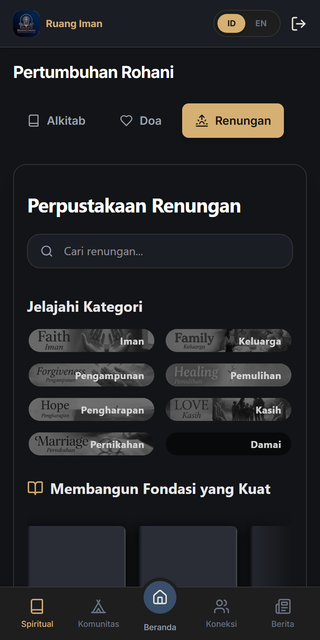 Ruang Iman
ID EN
Pertumbuhan Rohani
Alkitab Doa Renungan
Perpustakaan Renungan
Cari renungan...
Jelajahi Kategori
Faith Iman Iman
Family Keluarga Keluarga
Forgiveness Pengampunan
Healing Pemulihan Pemulihan
Hope Pengharapan Pengharapan
LOVE Kasih Kasih
Marriage Pernikahan
Damai
Membangun Fondasi yang Kuat
Spiritual Komunitas Beranda Koneksi Berita